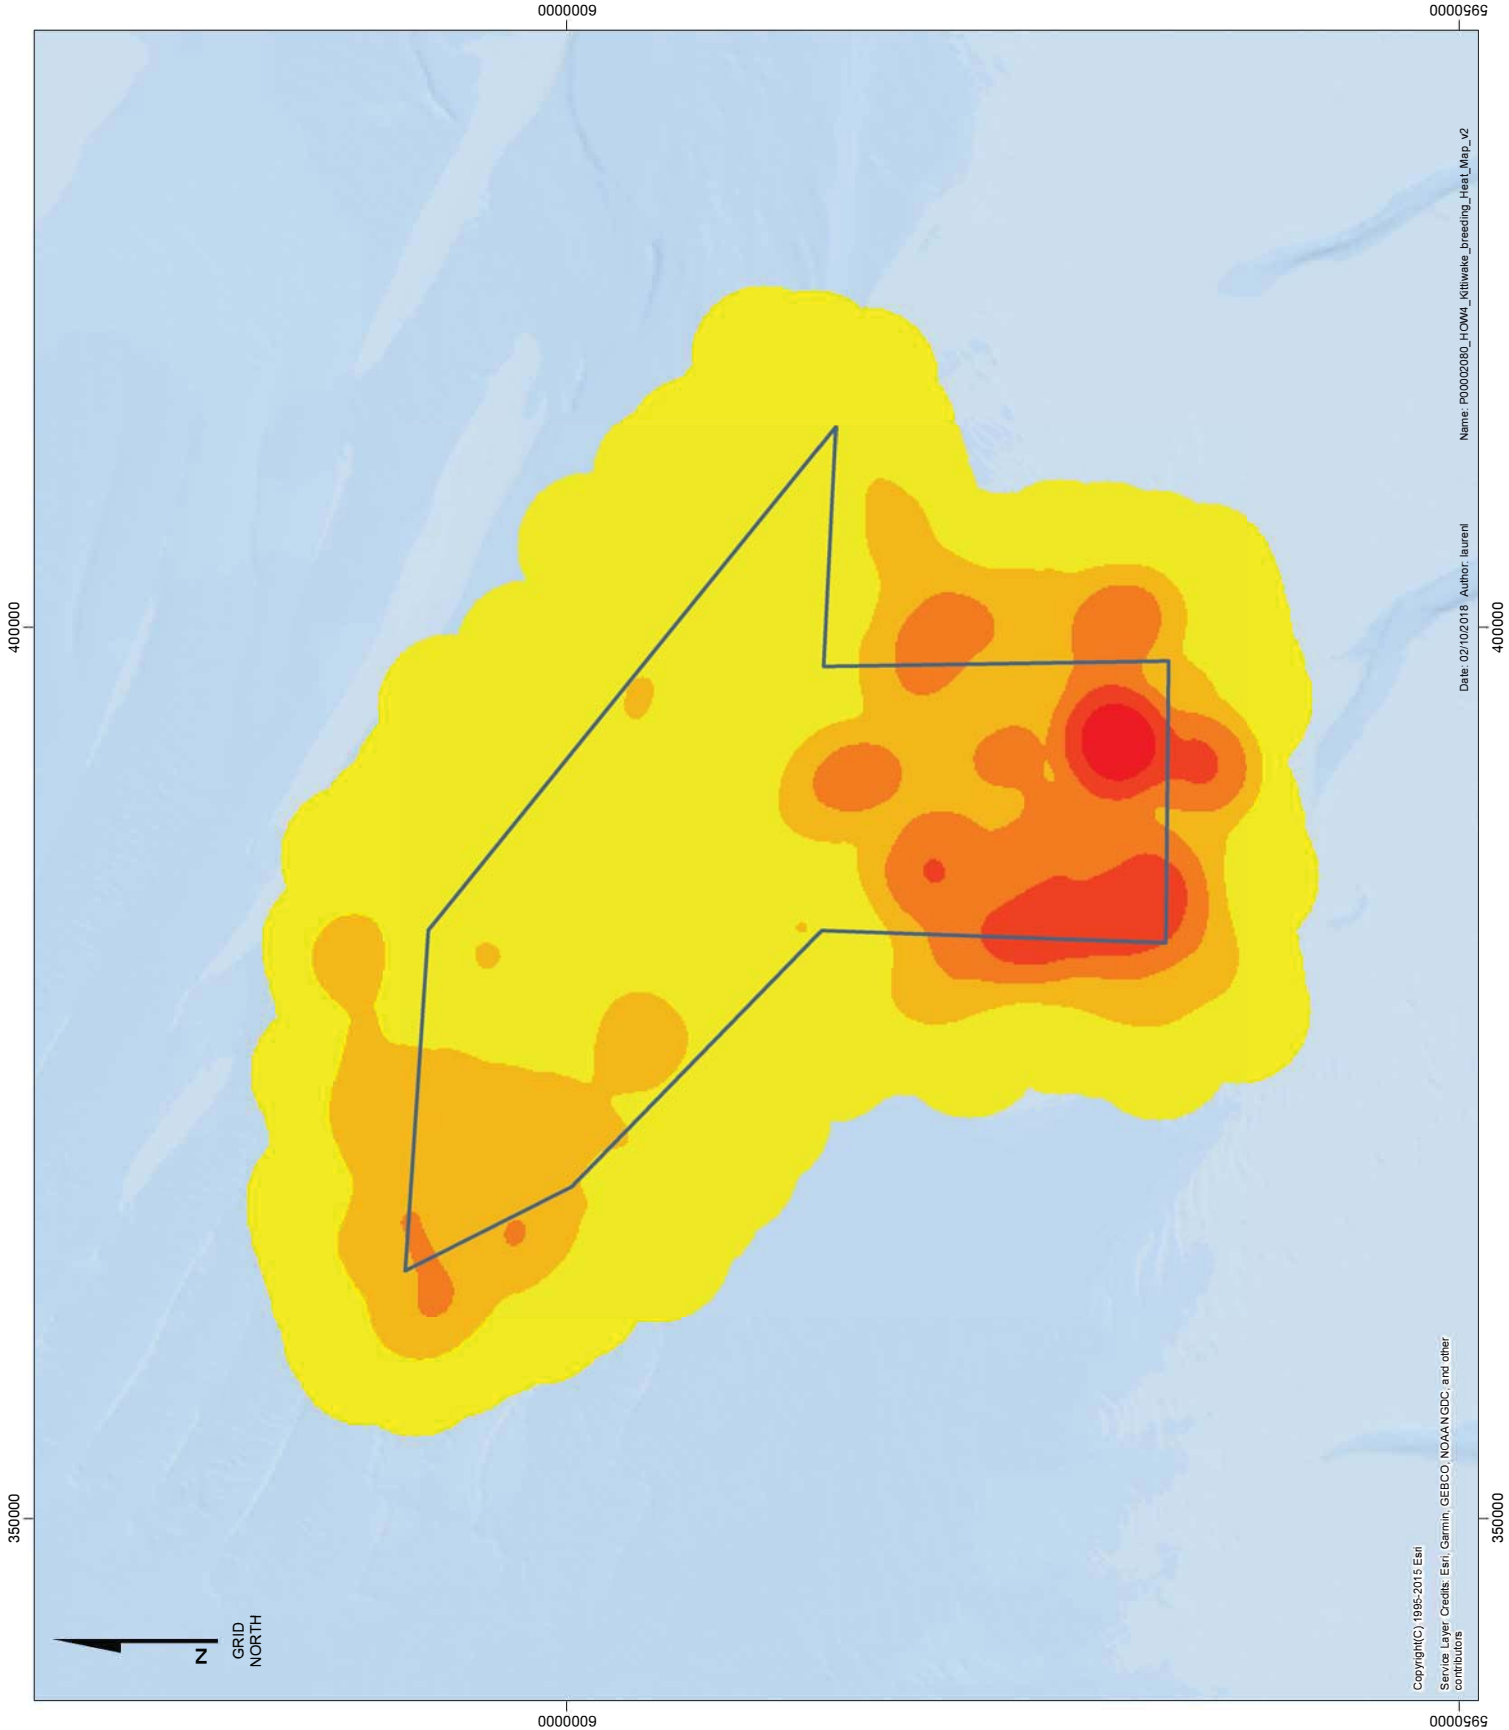 6000000
5950000
400000
350000
400000
350000
6000000
5950000
N
GRID
NORTH
Copyright(C) 1995-2015 Esri
Service Layer Credits: Esri, Garmin, GEBCO, NOAA NGDC, and other
contributors
Date: 02/10/2018 Author: laurenl Name: P00002080_HOW4_Kittiwake_breeding_Heat_Map_v2